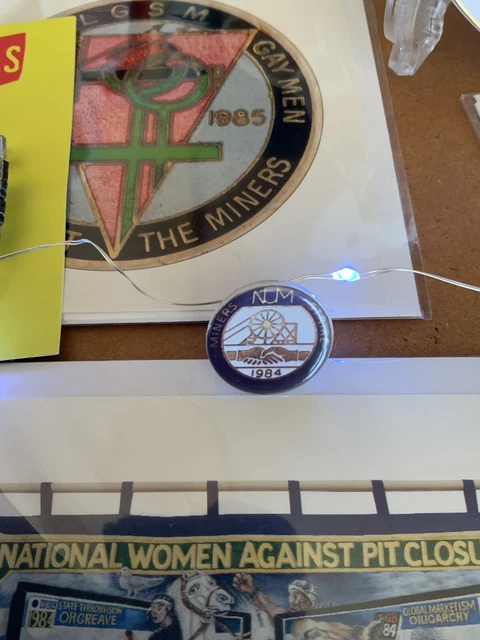 S
LGSM
GAY MEN
1985
T THE MINERS
MINERS NUM
1984
NATIONAL WOMEN AGAINST PIT CLOSU
1984
ORGREAVE
GLOBAL MARKETISM
OLIGARCHY
84